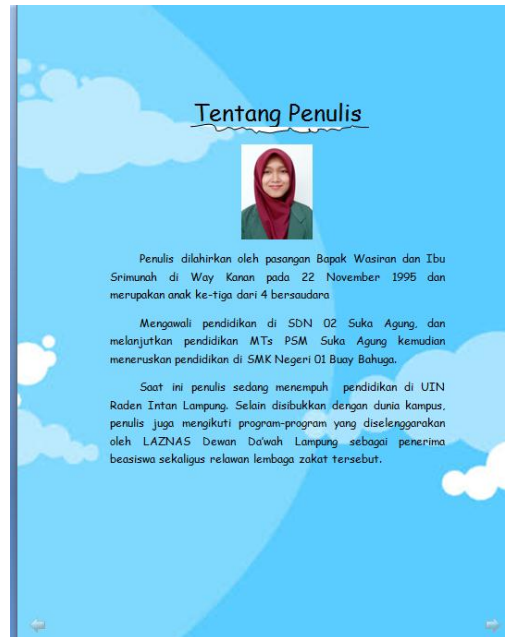 Tentang Penulis
Penulis dilahirkan oleh pasangan Bapak Wasiran dan Ibu
Srimunah di Way Kanan pada 22 November 1995 dan
merupakan anak ke-tiga dari 4 bersaudara
Mengawali pendidikan di SDN 02 Suka Agung, dan
melanjutkan pendidikan MTs PSM Suka Agung kemudian
meneruskan pendidikan di SMK Negeri 01 Buay Bahuga.
Saat ini penulis sedang menempuh pendidikan di UIN
Raden Intan Lampung. Selain disibukkan dengan dunia kampus,
penulis juga mengikuti program-program yang diselenggarakan
oleh LAZNAS Dewan Da'wah Lampung sebagai penerima
beasiswa sekaligus relawan lembaga zakat tersebut.